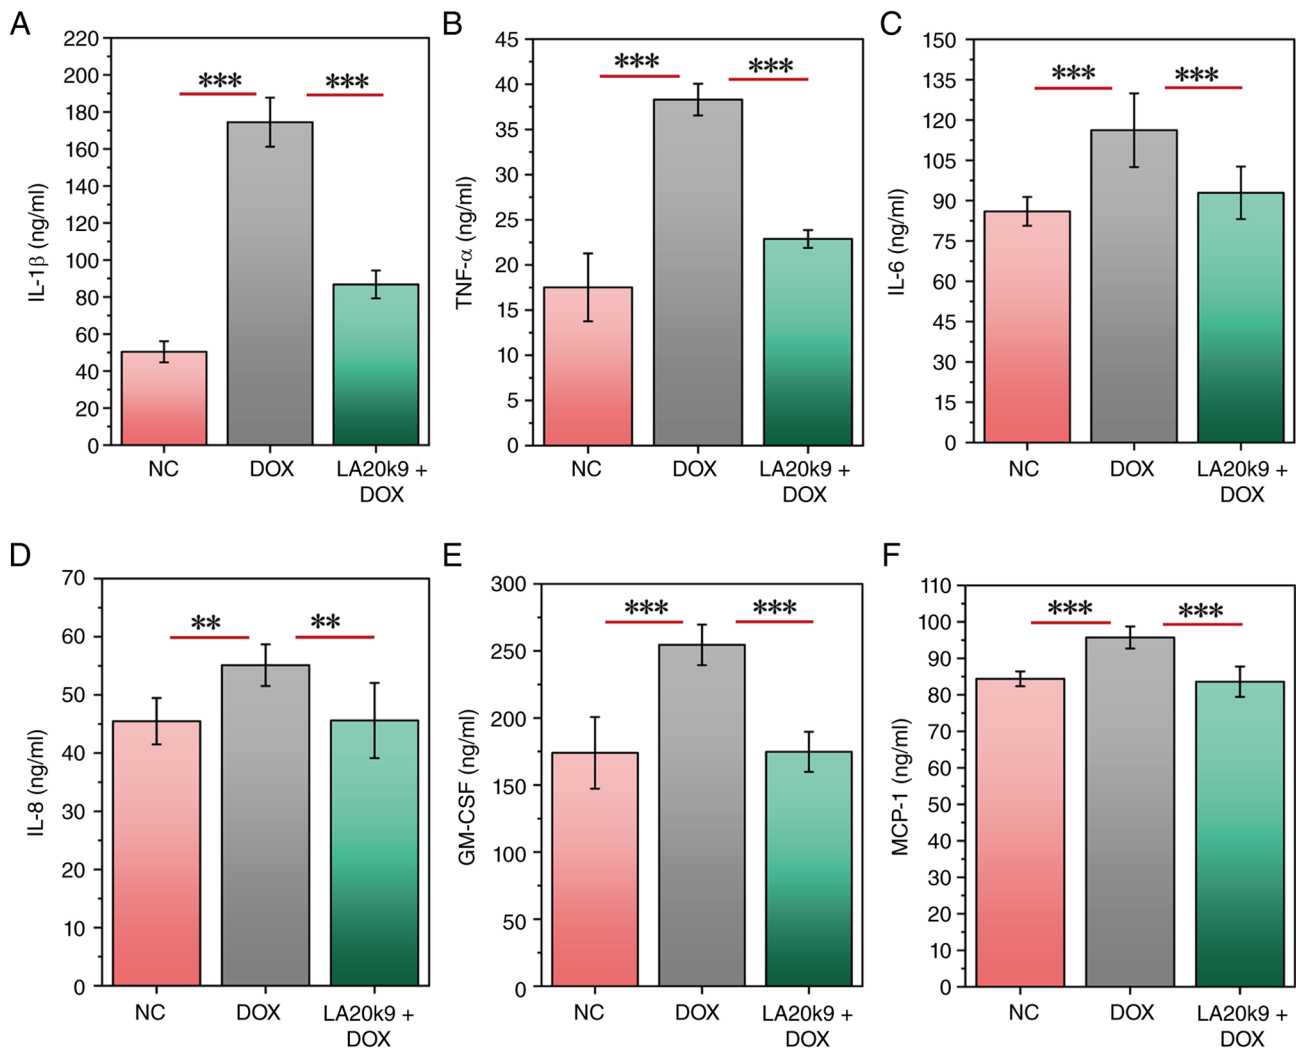 A
220
200
180
160
140
120
100
80
60
40
20
0
IL-1β (ng/ml)
***
***
NC
DOX
LA20k9 +
DOX
B
45
40
35
30
25
20
15
10
5
0
TNF-α (ng/ml)
***
***
NC
DOX
LA20k9 +
DOX
C
150
135
120
105
90
75
60
45
30
15
0
IL-6 (ng/ml)
***
***
NC
DOX
LA20k9 +
DOX
D
70
60
50
40
30
20
10
0
IL-8 (ng/ml)
**
**
NC
DOX
LA20k9 +
DOX
E
300
250
200
150
100
50
0
GM-CSF (ng/ml)
***
***
NC
DOX
LA20k9 +
DOX
F
110
100
90
80
70
60
50
40
30
20
10
0
MCP-1 (ng/ml)
***
***
NC
DOX
LA20k9 +
DOX